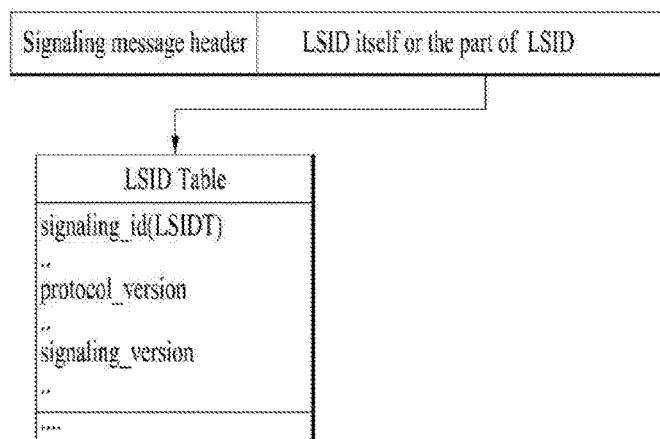 Signaling message header LSID itself or the part of LSID
LSID Table
signaling_id(LSIDT)
..
protocol_version
..
signaling_version
..
....